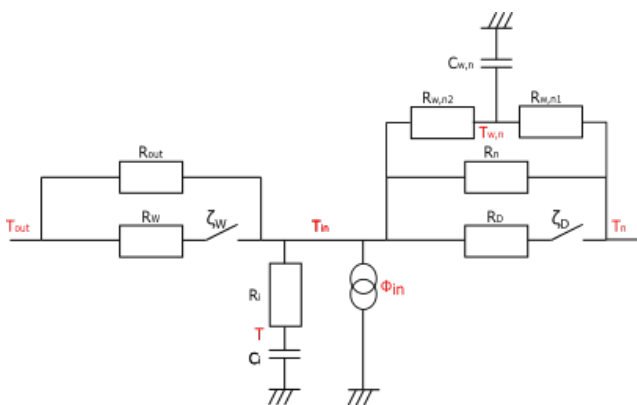 Cw,n
Rw,n2
Rw,n1
Tw,n
Rout
Rn
Tout
RW
ζW
Tin
RD
ζD
Tn
Ri
Φin
T
Ci